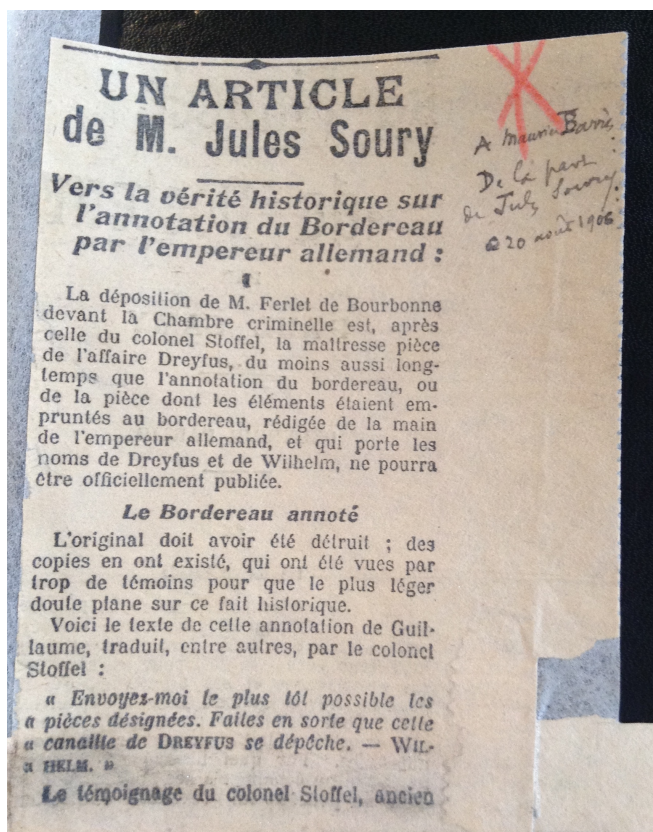 UN ARTICLE
de M. Jules Soury
Vers la vérité historique sur
l'annotation du Bordereau
par l'empereur allemand :
La déposition de M. Ferlet de Bourbonne
devant la Chambre criminelle est, après
celle du colonel Stoffel, la maîtresse pièce
de l'affaire Dreyfus, du moins aussi long-
temps que l'annotation du bordereau, ou
de la pièce dont les éléments étaient em-
pruntés au bordereau, rédigée de la main
de l'empereur allemand, et qui porte les
noms de Dreyfus et de Wilhelm, ne pourra
être officiellement publiée.
Le Bordereau annoté
L'original doit avoir été détruit ; des
copies en ont existé, qui ont été vues par
trop de témoins pour que le plus léger
doute plane sur ce fait historique.
Voici le texte de cette annotation de Guil-
laume, traduit, entre autres, par le colonel
Stoffel :
« Envoyez-moi le plus tôt possible les
« pièces désignées. Faites en sorte que cette
« canaille de DREYFUS se dépêche. — WIL-
« HELM. »
Le témoignage du colonel Stoffel, ancien
A Maurice Barrès,
De la part
de Jules Soury.
20 août 1906